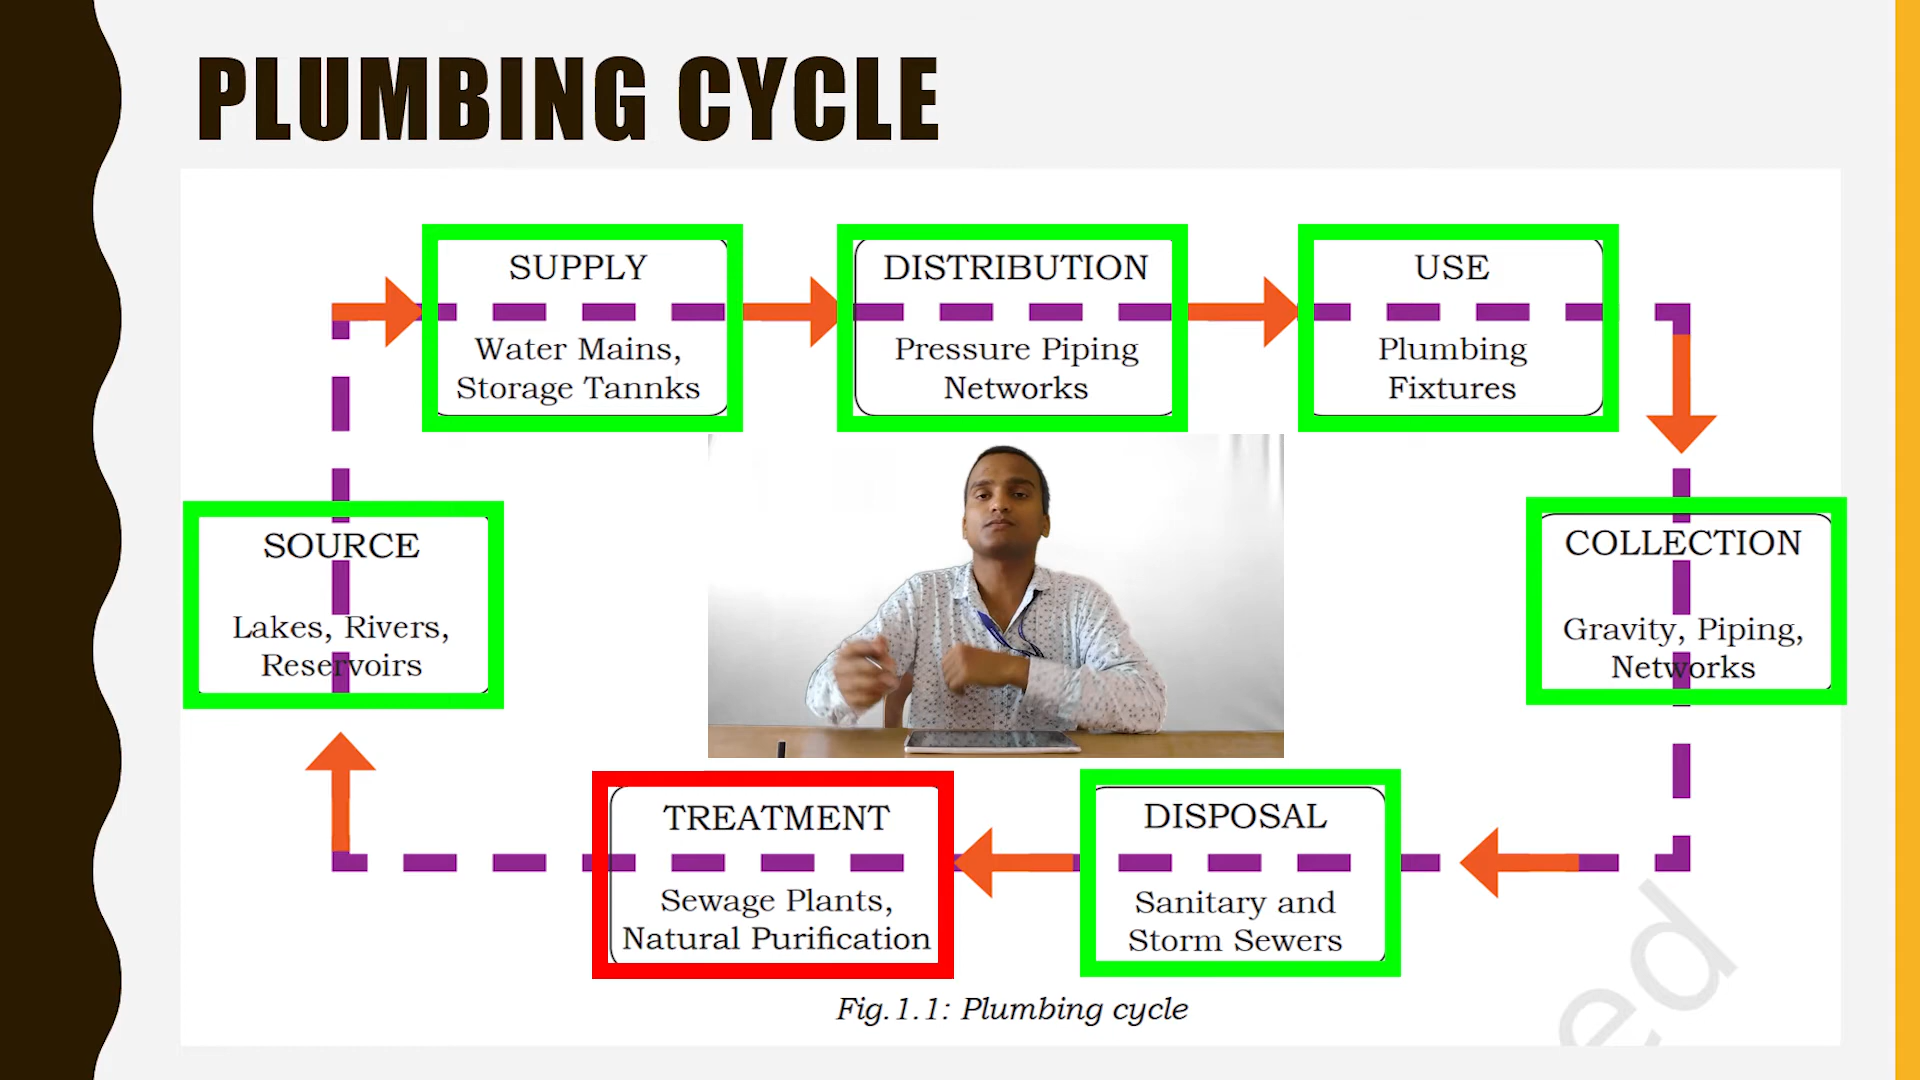 PLUMBING CYCLE
SUPPLY
Water Mains,
Storage Tannks
DISTRIBUTION
Pressure Piping
Networks
USE
Plumbing
Fixtures
SOURCE
Lakes, Rivers,
Reservoirs
COLLECTION
Gravity, Piping,
Networks
TREATMENT
Sewage Plants,
Natural Purification
DISPOSAL
Sanitary and
Storm Sewers
Fig.1.1: Plumbing cycle
ed